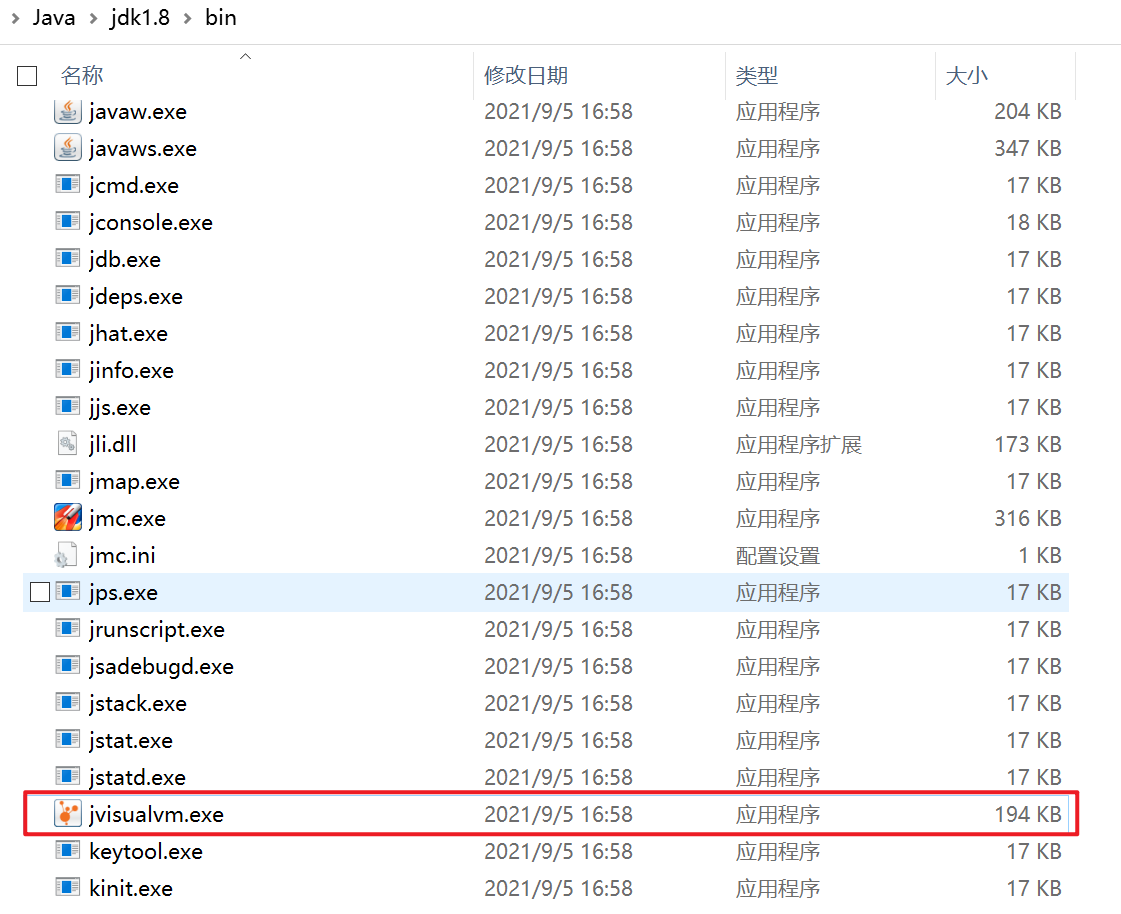 Java jdk1.8 bin
名称 修改日期 类型 大小
javaw.exe 2021/9/5 16:58 应用程序 204 KB
javaws.exe 2021/9/5 16:58 应用程序 347 KB
jcmd.exe 2021/9/5 16:58 应用程序 17 KB
jconsole.exe 2021/9/5 16:58 应用程序 18 KB
jdb.exe 2021/9/5 16:58 应用程序 17 KB
jdeps.exe 2021/9/5 16:58 应用程序 17 KB
jhat.exe 2021/9/5 16:58 应用程序 17 KB
jinfo.exe 2021/9/5 16:58 应用程序 17 KB
jjs.exe 2021/9/5 16:58 应用程序 17 KB
jli.dll 2021/9/5 16:58 应用程序扩展 173 KB
jmap.exe 2021/9/5 16:58 应用程序 17 KB
jmc.exe 2021/9/5 16:58 应用程序 316 KB
jmc.ini 2021/9/5 16:58 配置设置 1 KB
jps.exe 2021/9/5 16:58 应用程序 17 KB
jrunscript.exe 2021/9/5 16:58 应用程序 17 KB
jsadebugd.exe 2021/9/5 16:58 应用程序 17 KB
jstack.exe 2021/9/5 16:58 应用程序 17 KB
jstat.exe 2021/9/5 16:58 应用程序 17 KB
jstatd.exe 2021/9/5 16:58 应用程序 17 KB
jvisualvm.exe 2021/9/5 16:58 应用程序 194 KB
keytool.exe 2021/9/5 16:58 应用程序 17 KB
kinit.exe 2021/9/5 16:58 应用程序 17 KB